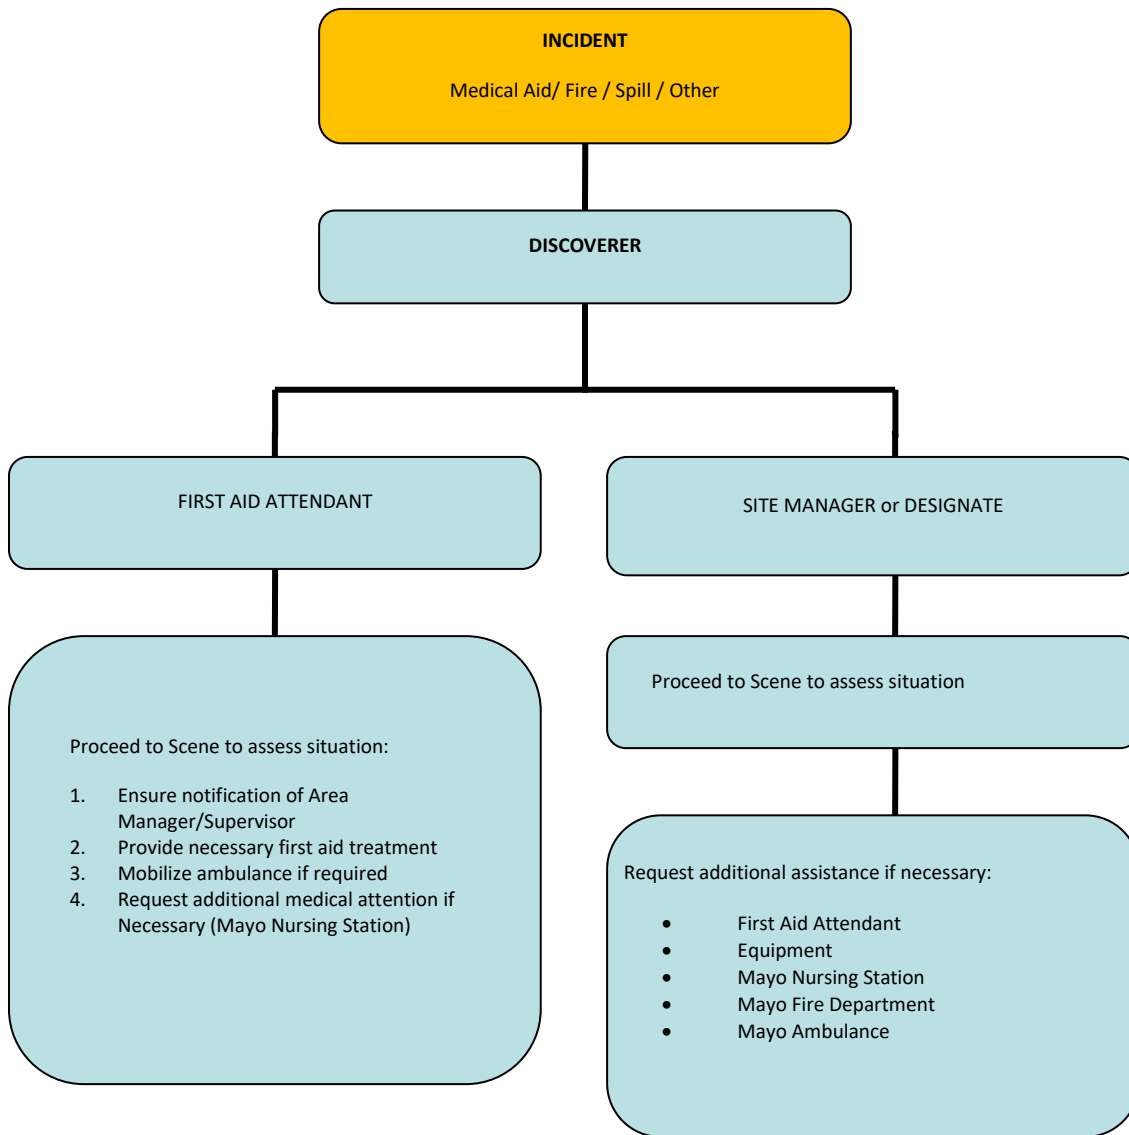 INCIDENT
Medical Aid/ Fire / Spill / Other
DISCOVERER
FIRST AID ATTENDANT
SITE MANAGER or DESIGNATE
Proceed to Scene to assess situation:
1. Ensure notification of Area
Manager/Supervisor
2. Provide necessary first aid treatment
3. Mobilize ambulance if required
4. Request additional medical attention if
Necessary (Mayo Nursing Station)
Proceed to Scene to assess situation
Request additional assistance if necessary:
• First Aid Attendant
• Equipment
• Mayo Nursing Station
• Mayo Fire Department
• Mayo Ambulance